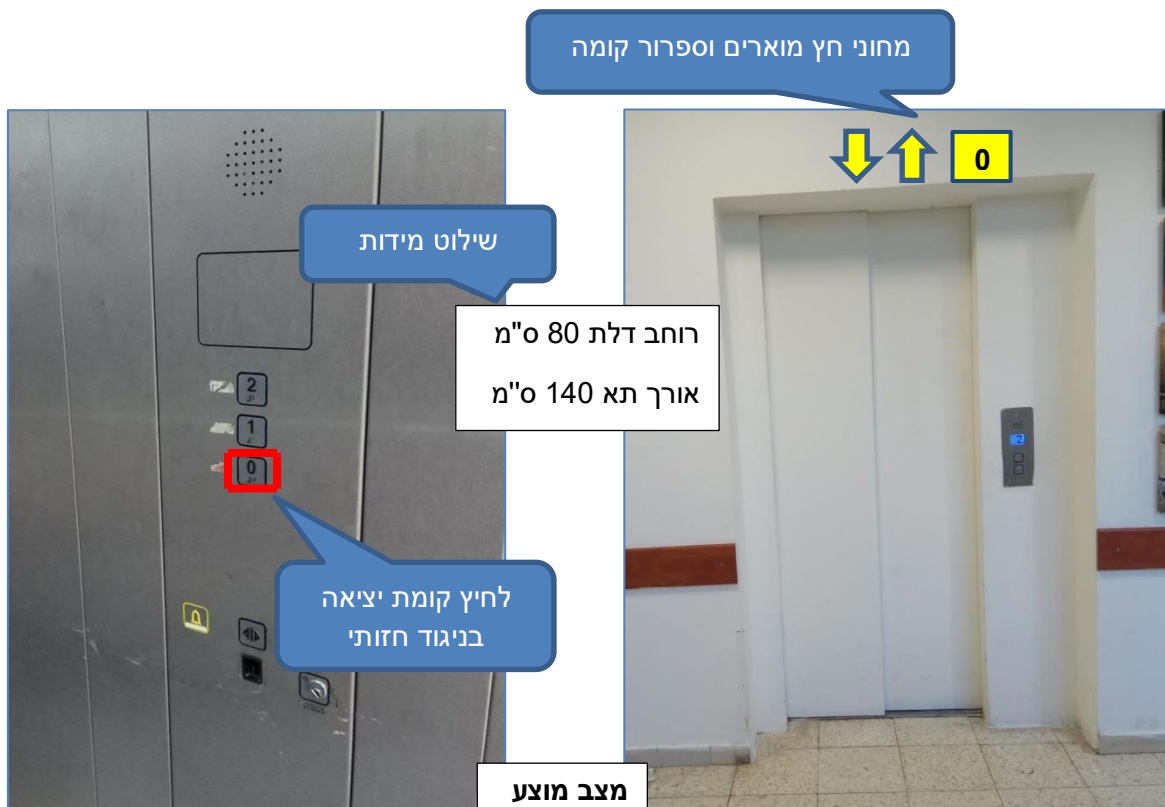 מחוני חץ מוארים וספרור קומה
0
שילוט מידות
רוחב דלת 80 ס"מ
אורך תא 140 ס"מ
2
1
0
2
לחיץ קומת יציאה
בניגוד חזותי
מצב מוצע